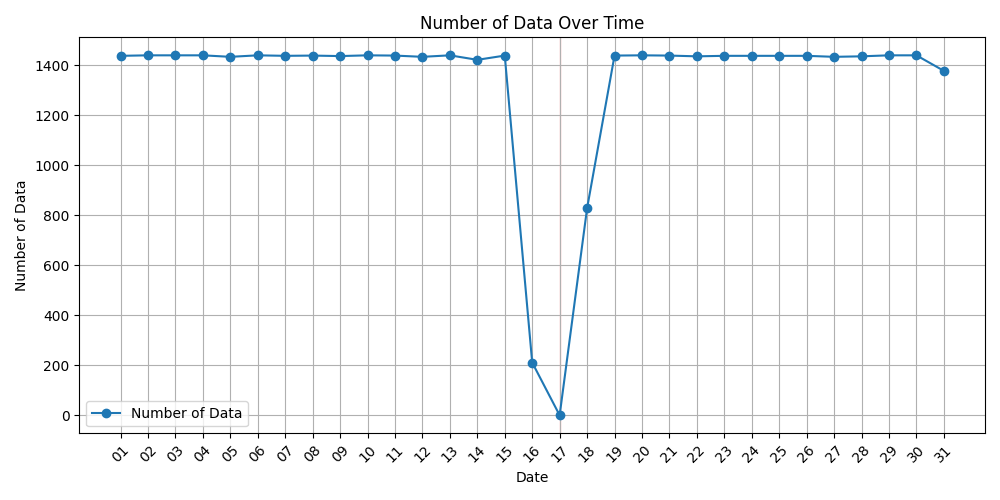 Number of Data Over Time
Number of Data
1400
1200
1000
800
600
400
200
0
Number of Data
01 02 03 04 05 06 07 08 09 10 11 12 13 14 15 16 17 18 19 20 21 22 23 24 25 26 27 28 29 30 31
Date